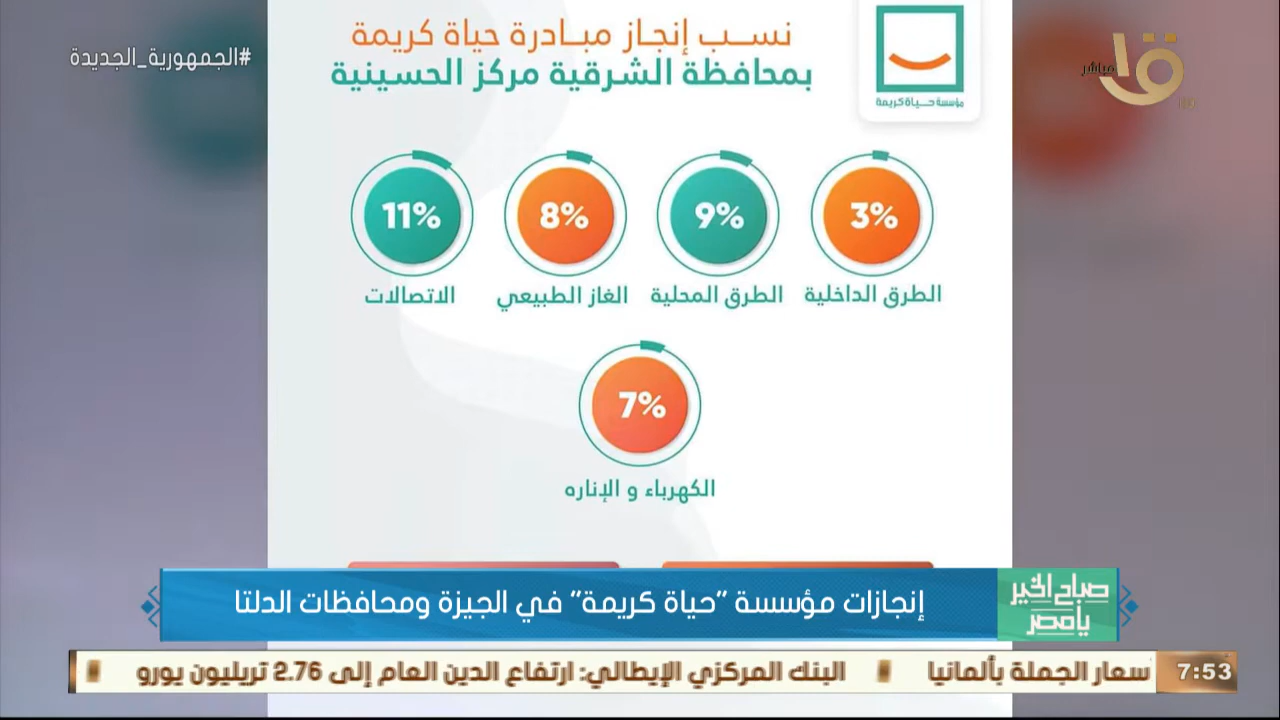 #الجمهورية_الجديدة
مباشر
نسب إنجاز مبادرة حياة كريمة
بمحافظة الشرقية مركز الحسينية
مؤسسة حياة كريمة
3%
الطرق الداخلية
9%
الطرق المحلية
8%
الغاز الطبيعي
11%
الاتصالات
7%
الكهرباء و الإناره
صباح الخير
يا مصر
إنجازات مؤسسة "حياة كريمة" في الجيزة ومحافظات الدلتا
7:53
سعار الجملة بألمانيا
البنك المركزي الإيطالي: ارتفاع الدين العام إلى 2.76 تريليون يورو